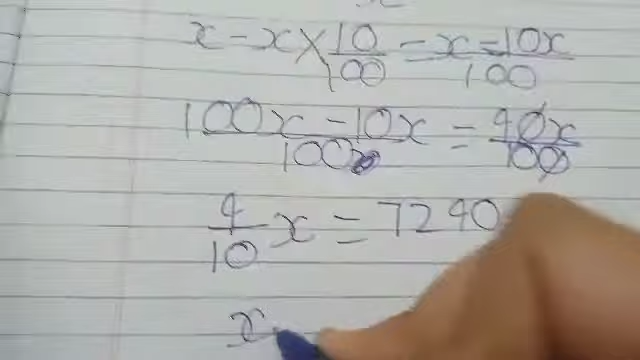 x - x × 10/100 = x - 10x/100
100x - 10x/100 = 90x/100
9/10 x = 7290
x